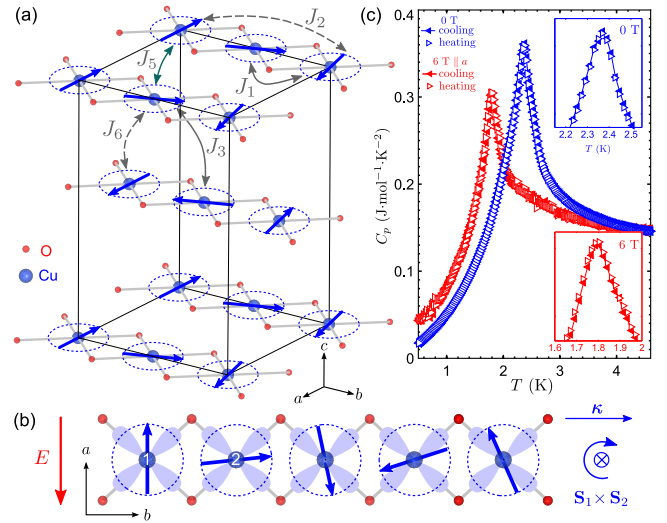 (a)
J₂
J₅
J₁
J₆
J₃
O
Cu
c
a
b
(c)
0 T
cooling
heating
6 T ∥ a
cooling
heating
0 T
2.2 2.3 2.4 2.5
T (K)
6 T
1.6 1.7 1.8 1.9 2
0.4
0.3
0.2
0.1
0
Cₚ (J·mol⁻¹·K⁻²)
1 2 3 4
T (K)
(b)
E
a
b
1
2
κ
S₁ × S₂